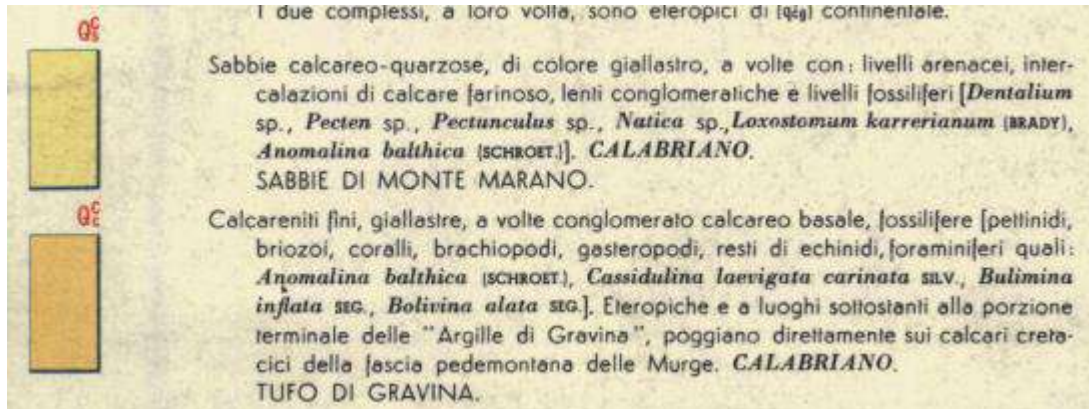 I due complessi, a loro volta, sono eteropici di [qcg] continentale.
Sabbie calcareo-quarzose, di colore giallastro, a volte con: livelli arenacei, inter-
calazioni di calcare farinoso, lenti conglomeratiche e livelli fossiliferi [Dentalium
sp., Pecten sp., Pectunculus sp., Natica sp., Loxostomum karrerianum (BRADY),
Anomalina balthica (SCHROET.)]. CALABRIANO.
SABBIE DI MONTE MARANO.
Calcareniti fini, giallastre, a volte conglomerato calcareo basale, fossilifere [pettinidi,
briozoi, coralli, brachiopodi, gasteropodi, resti di echinidi, foraminiferi quali:
Anomalina balthica (SCHROET.), Cassidulina laevigata carinata SILV., Bulimina
inflata SEG., Bolivina alata SEG.]. Eteropiche e a luoghi sottostanti alla porzione
terminale delle "Argille di Gravina", poggiano direttamente sui calcari creta-
cici della fascia pedemontana delle Murge. CALABRIANO.
TUFO DI GRAVINA.